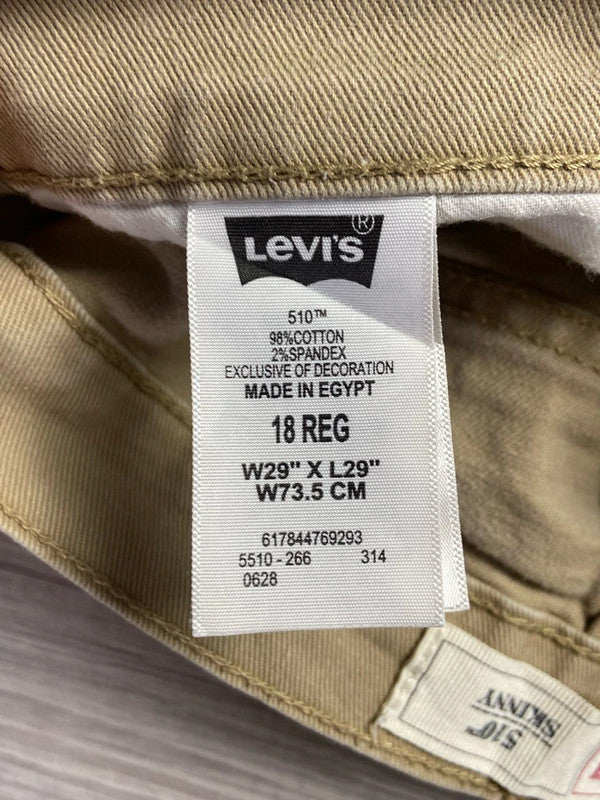 LEVI'S®
510™
98%COTTON
2%SPANDEX
EXCLUSIVE OF DECORATION
MADE IN EGYPT
18 REG
W29" X L29"
W73.5 CM
617844769293
5510 - 266 314
0628
510™
SKINNY